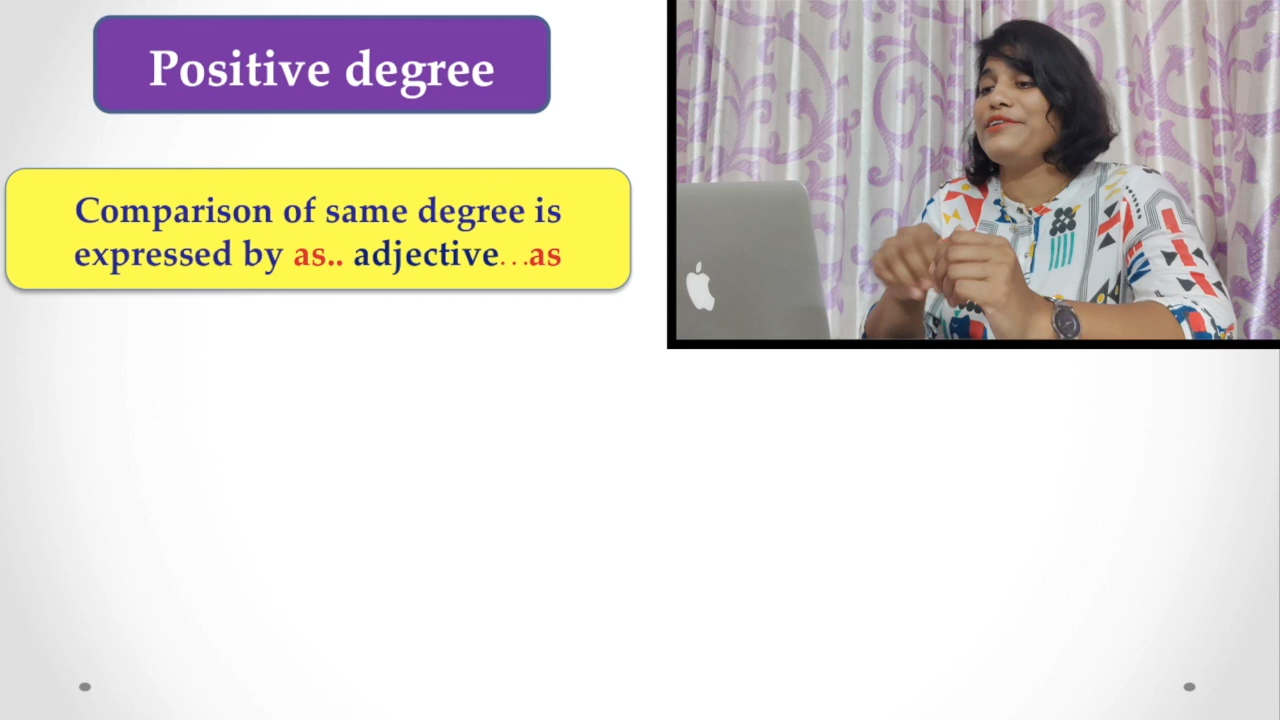 Positive degree
Comparison of same degree is
expressed by as.. adjective...as